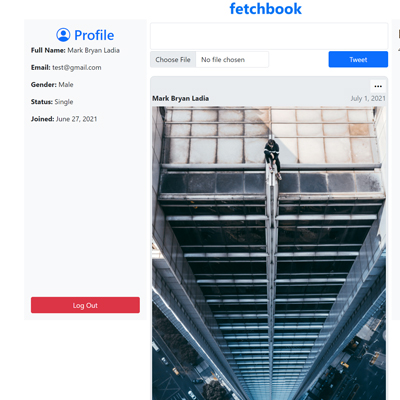 fetchbook
Profile
Full Name: Mark Bryan Ladia
Email: test@gmail.com
Gender: Male
Status: Single
Joined: June 27, 2021
Log Out
Choose File No file chosen
Tweet
Mark Bryan Ladia July 1, 2021